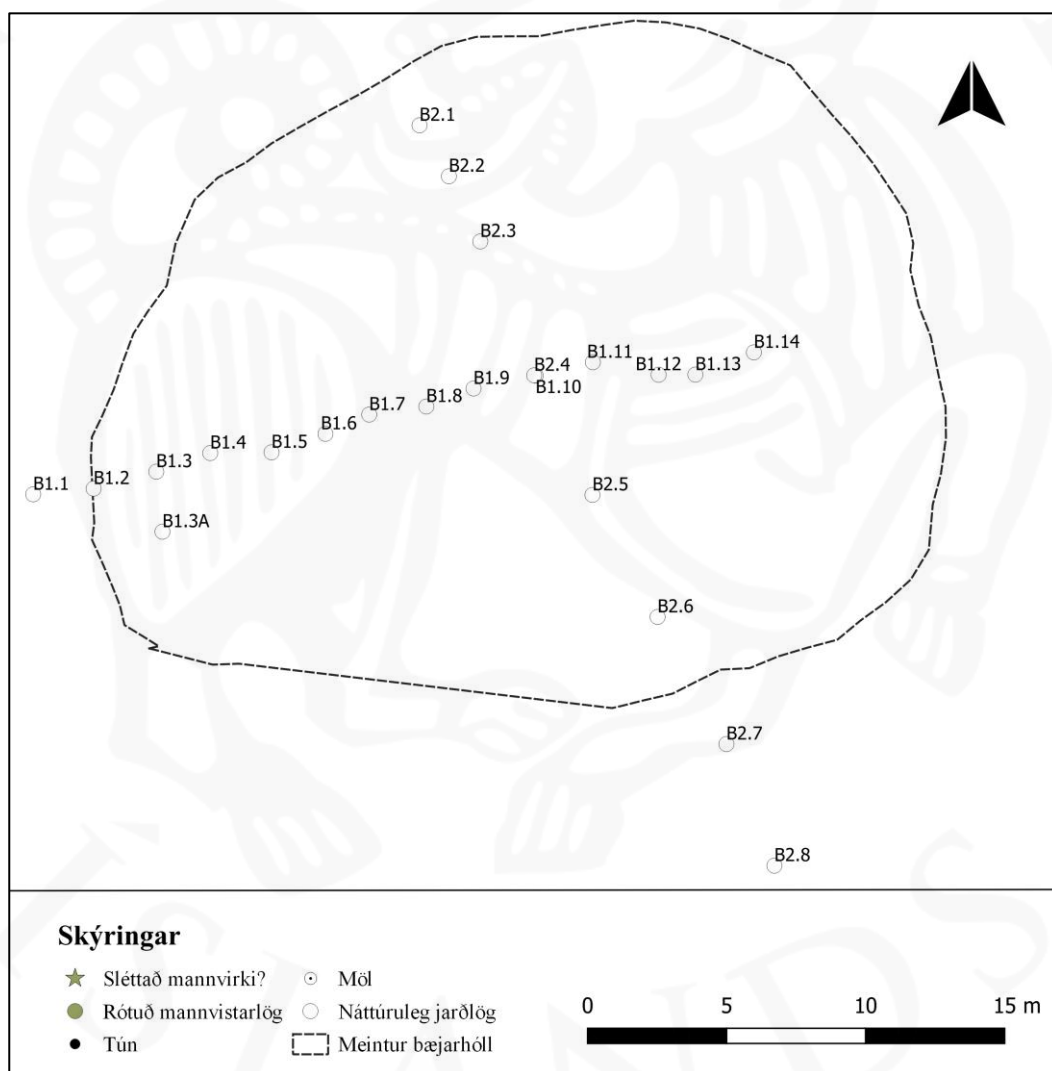 B2.1
B2.2
B2.3
B1.14
B1.11
B2.4
B1.12
B1.13
B1.9
B1.10
B1.8
B1.7
B1.6
B1.5
B1.4
B1.3
B1.2
B1.1
B2.5
B1.3A
B2.6
B2.7
B2.8
Skýringar
Sléttað mannvirki?
Möl
Rótuð mannvistarlög
Náttúruleg jarðlög
Tún
Meintur bæjarhóll
0 5 10 15 m